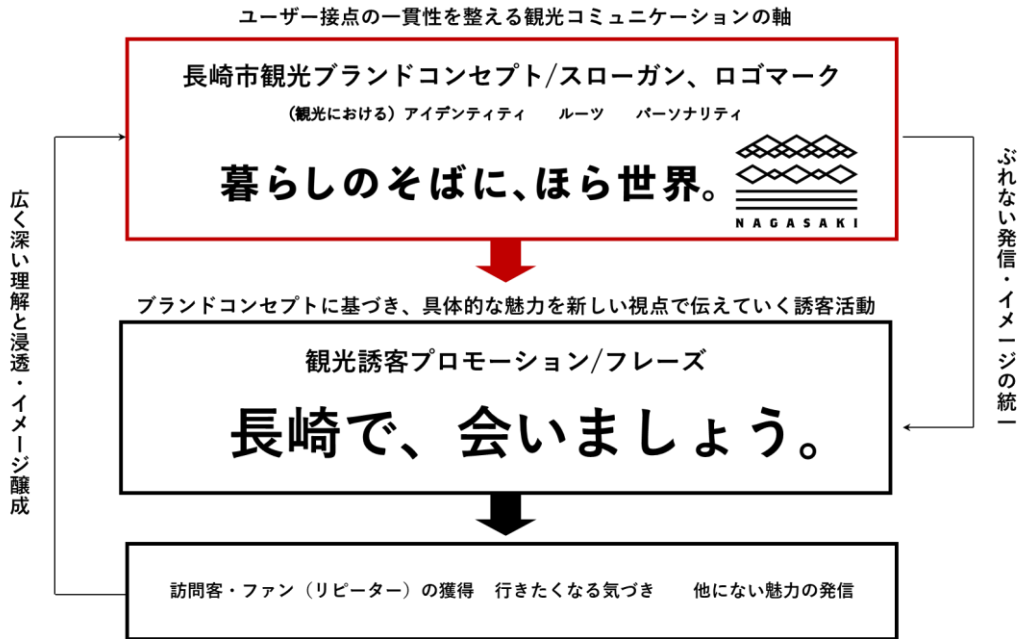 ユーザー接点の一貫性を整える観光コミュニケーションの軸
長崎市観光ブランドコンセプト/スローガン、ロゴマーク
(観光における)アイデンティティ ルーツ パーソナリティ
暮らしのそばに、ほら世界。
NAGASAKI
ぶれない発信・イメージの統一
広く深い理解と浸透・イメージ醸成
ブランドコンセプトに基づき、具体的な魅力を新しい視点で伝えていく誘客活動
観光誘客プロモーション/フレーズ
長崎で、会いましょう。
訪問客・ファン(リピーター)の獲得 行きたくなる気づき 他にない魅力の発信